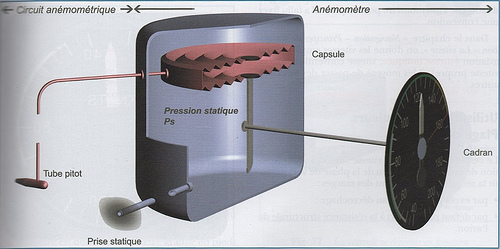 Circuit anémométrique
Anémomètre
Capsule
Pression statique
Ps
Tube pitot
Cadran
Prise statique